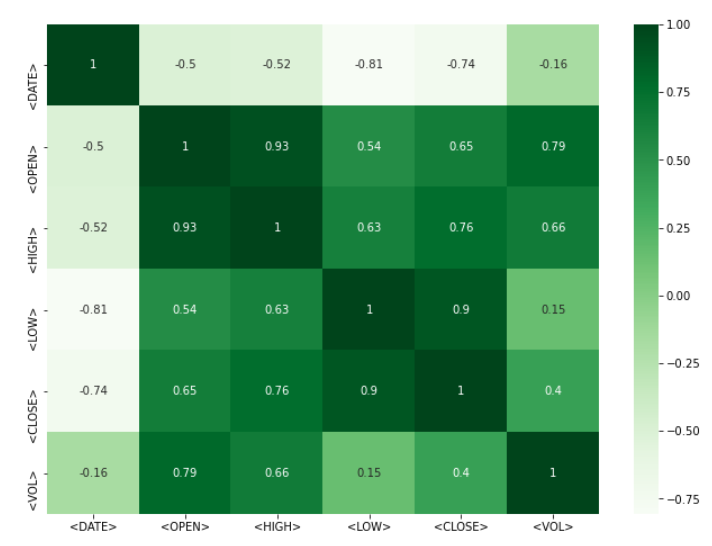 <DATE> 1 -0.5 -0.52 -0.81 -0.74 -0.16
<OPEN> -0.5 1 0.93 0.54 0.65 0.79
<HIGH> -0.52 0.93 1 0.63 0.76 0.66
<LOW> -0.81 0.54 0.63 1 0.9 0.15
<CLOSE> -0.74 0.65 0.76 0.9 1 0.4
<VOL> -0.16 0.79 0.66 0.15 0.4 1
<DATE> <OPEN> <HIGH> <LOW> <CLOSE> <VOL>
1.00
0.75
0.50
0.25
0.00
−0.25
−0.50
−0.75